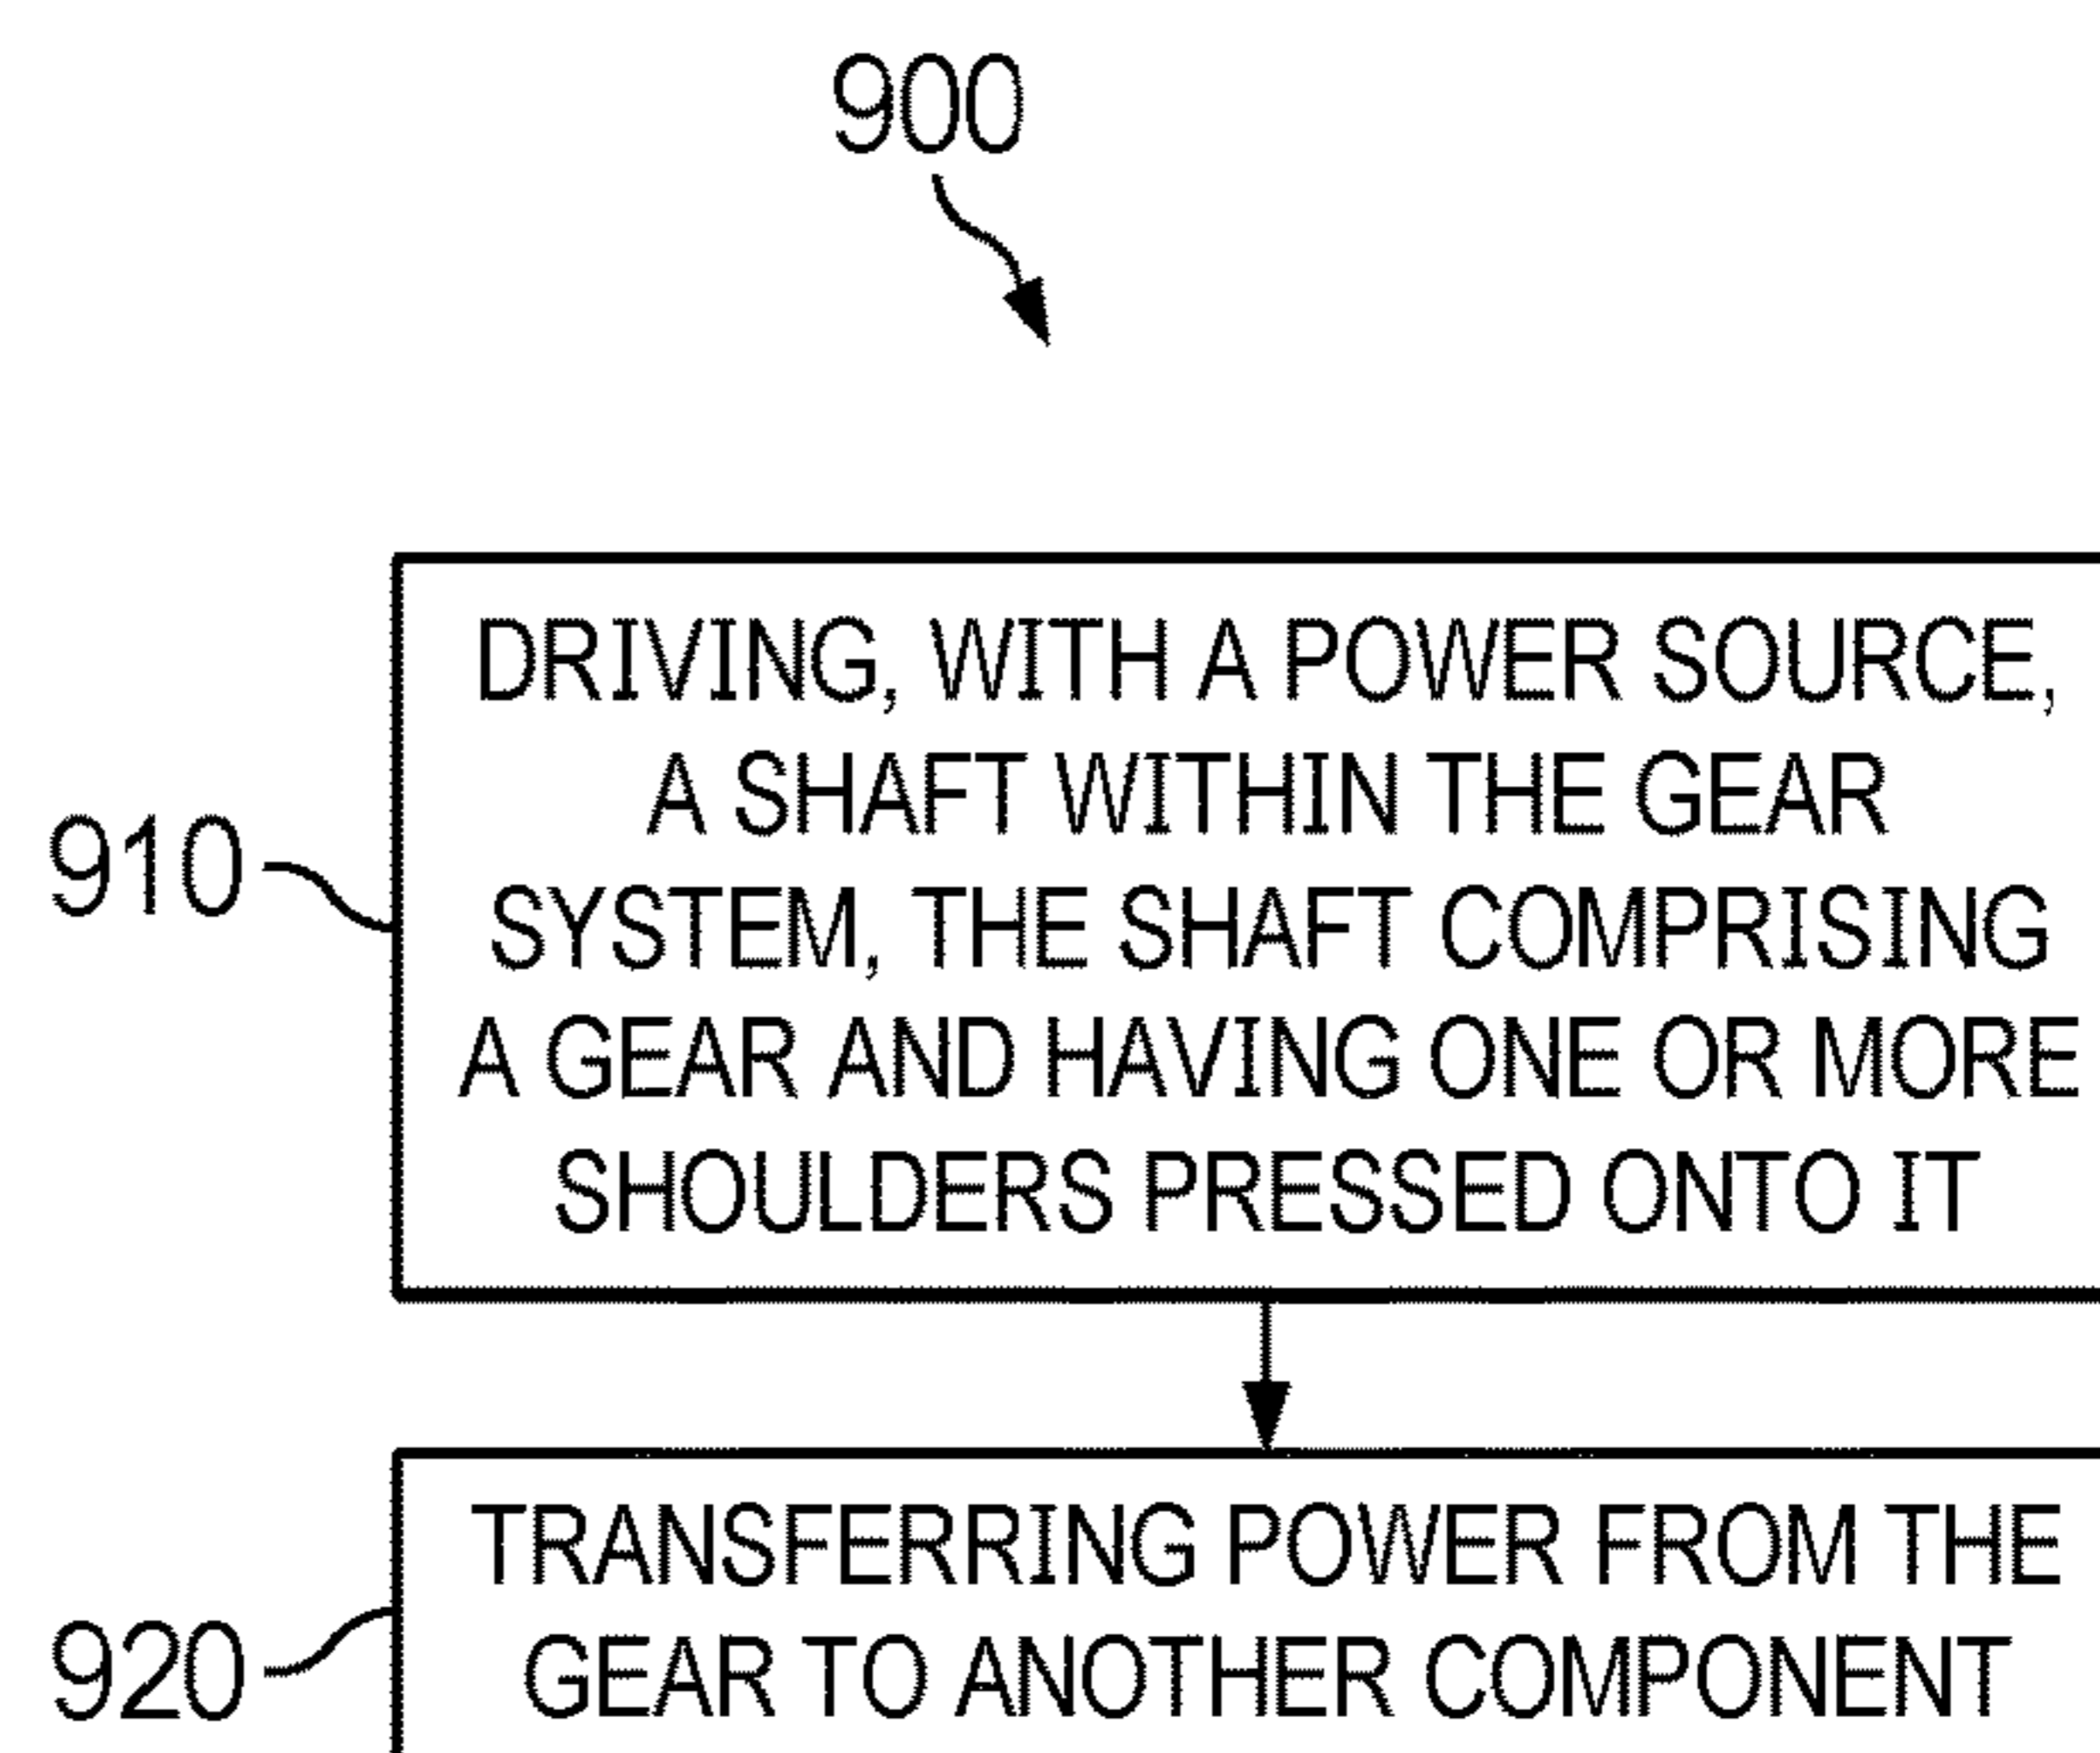 900
DRIVING, WITH A POWER SOURCE,
A SHAFT WITHIN THE GEAR
910
SYSTEM, THE SHAFT COMPRISING
A GEAR AND HAVING ONE OR MORE
SHOULDERS PRESSED ONTO IT
TRANSFERRING POWER FROM THE
GEAR TO ANOTHER COMPONENT
920